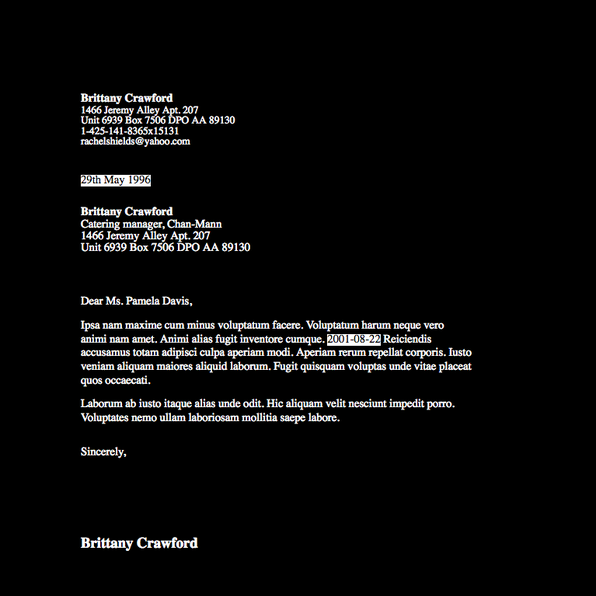 Brittany Crawford
1466 Jeremy Alley Apt. 207
Unit 6939 Box 7506 DPO AA 89130
1-425-141-8365x15131
rachelshields@yahoo.com
29th May 1996
Brittany Crawford
Catering manager, Chan-Mann
1466 Jeremy Alley Apt. 207
Unit 6939 Box 7506 DPO AA 89130
Dear Ms. Pamela Davis,
Ipsa nam maxime cum minus voluptatum facere. Voluptatum harum neque vero
animi nam amet. Animi alias fugit inventore cumque. 2001-08-22 Reiciendis
accusamus totam adipisci culpa aperiam modi. Aperiam rerum repellat corporis. Iusto
veniam aliquam maiores aliquid laborum. Fugit quisquam voluptas unde vitae placeat
quos occaecati.
Laborum ab iusto itaque alias unde odit. Hic aliquam velit nesciunt impedit porro.
Voluptates nemo ullam laboriosam mollitia saepe labore.
Sincerely,
Brittany Crawford